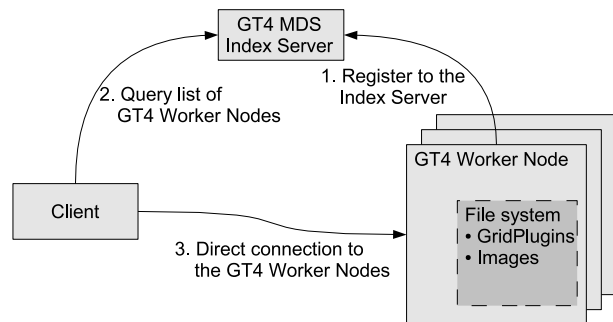 GT4 MDS
Index Server
1. Register to the
Index Server
2. Query list of
GT4 Worker Nodes
GT4 Worker Node
Client
File system
• GridPlugins
• Images
3. Direct connection to
the GT4 Worker Nodes